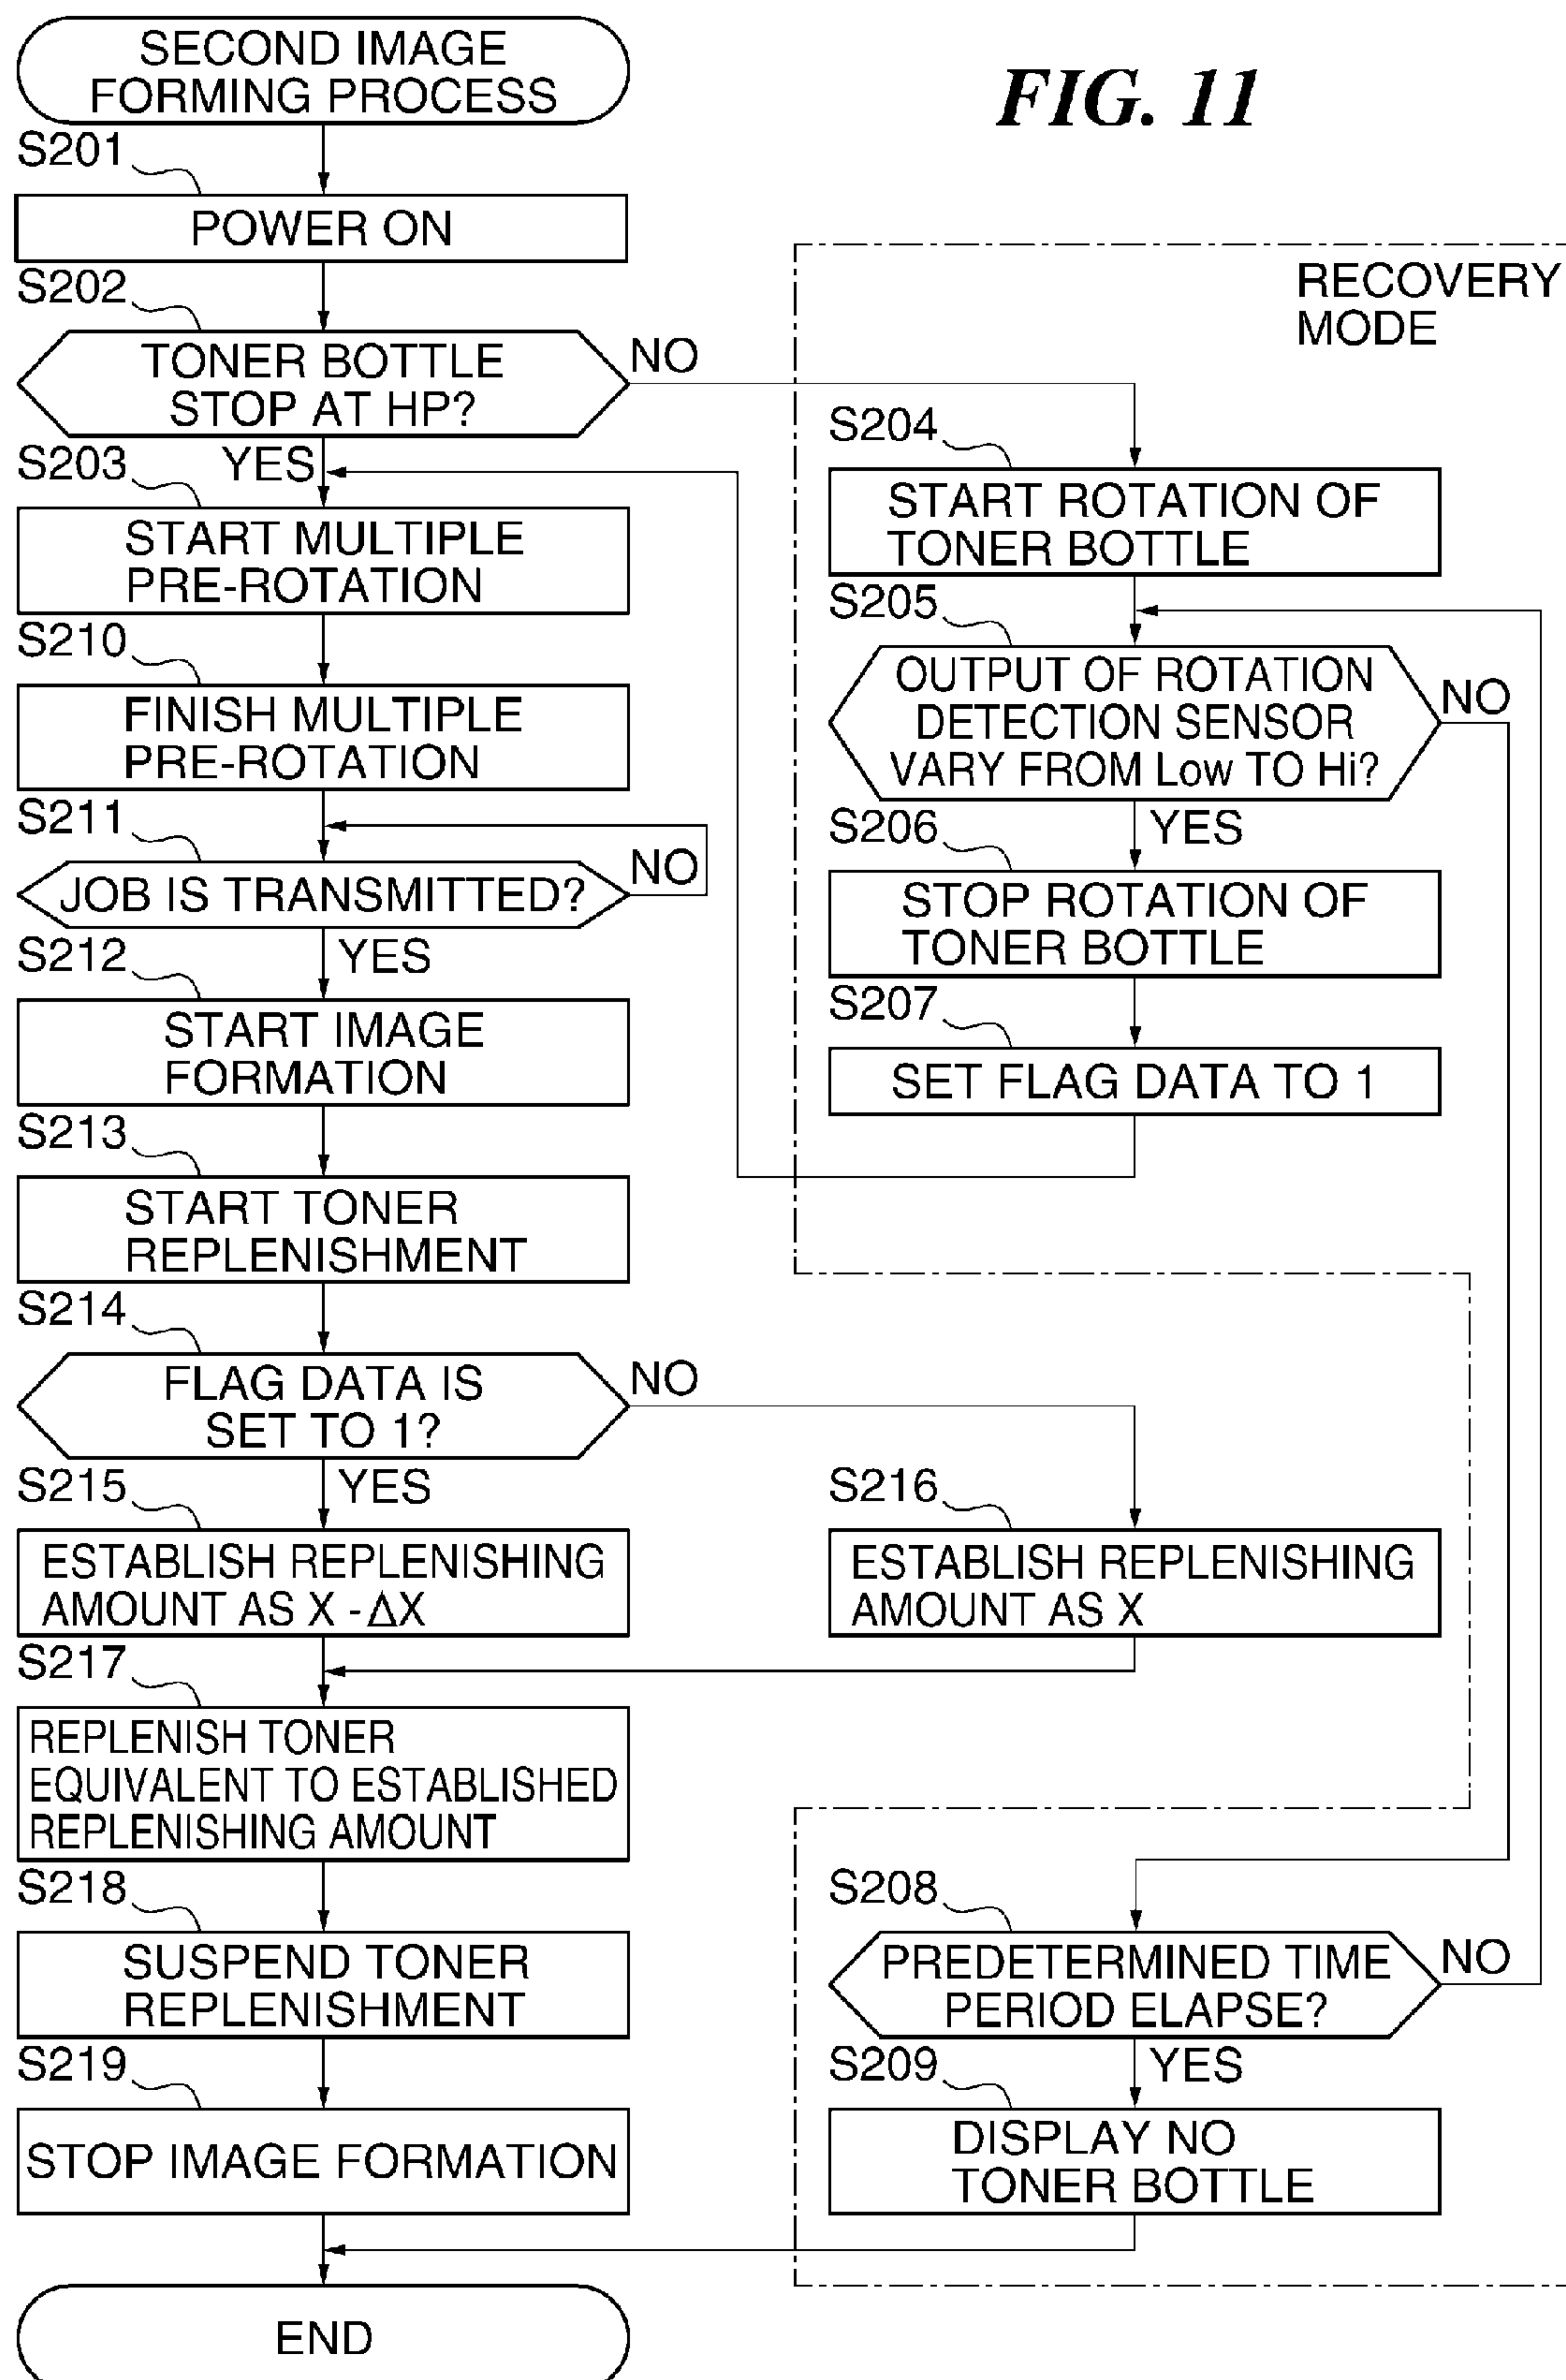 FIG. 11
SECOND IMAGE
FORMING PROCESS
S201
POWER ON
S202
TONER BOTTLE
STOP AT HP?
NO
YES
S203
START MULTIPLE
PRE-ROTATION
S210
FINISH MULTIPLE
PRE-ROTATION
S211
JOB IS TRANSMITTED?
NO
YES
S212
START IMAGE
FORMATION
S213
START TONER
REPLENISHMENT
S214
FLAG DATA IS
SET TO 1?
NO
YES
S215
ESTABLISH REPLENISHING
AMOUNT AS X -ΔX
S216
ESTABLISH REPLENISHING
AMOUNT AS X
S217
REPLENISH TONER
EQUIVALENT TO ESTABLISHED
REPLENISHING AMOUNT
S218
SUSPEND TONER
REPLENISHMENT
S219
STOP IMAGE FORMATION
END
RECOVERY
MODE
S204
START ROTATION OF
TONER BOTTLE
S205
OUTPUT OF ROTATION
DETECTION SENSOR
VARY FROM Low TO Hi?
NO
YES
S206
STOP ROTATION OF
TONER BOTTLE
S207
SET FLAG DATA TO 1
S208
PREDETERMINED TIME
PERIOD ELAPSE?
NO
YES
S209
DISPLAY NO
TONER BOTTLE